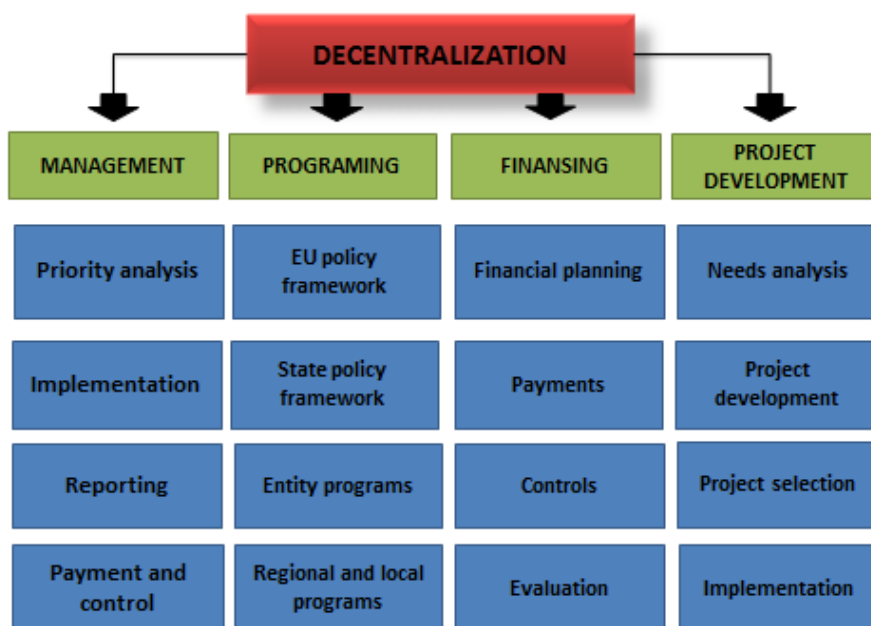 DECENTRALIZATION
MANAGEMENT
PROGRAMING
FINANSING
PROJECT
DEVELOPMENT
Priority analysis
EU policy
framework
Financial planning
Needs analysis
Implementation
State policy
framework
Payments
Project
development
Reporting
Entity programs
Controls
Project selection
Payment and
control
Regional and local
programs
Evaluation
Implementation